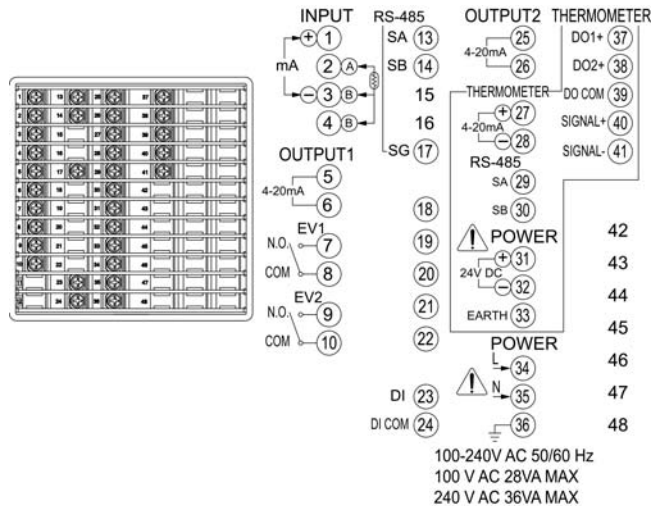 INPUT
+ 1
mA
2 A
− 3 B
4 B
OUTPUT1
5
4-20mA
6
EV1
N.O. 7
COM 8
EV2
N.O. 9
COM 10
RS-485
SA 13
SB 14
15
16
SG 17
18
19
20
21
22
DI 23
DI COM 24
OUTPUT2
25
4-20mA
26
THERMOMETER
+ 27
4-20mA
− 28
RS-485
SA 29
SB 30
POWER
+ 31
24V DC
− 32
EARTH 33
POWER
L 34
N 35
36
THERMOMETER
DO1+ 37
DO2+ 38
DO COM 39
SIGNAL+ 40
SIGNAL- 41
42
43
44
45
46
47
48
100-240V AC 50/60 Hz
100 V AC 28VA MAX
240 V AC 36VA MAX